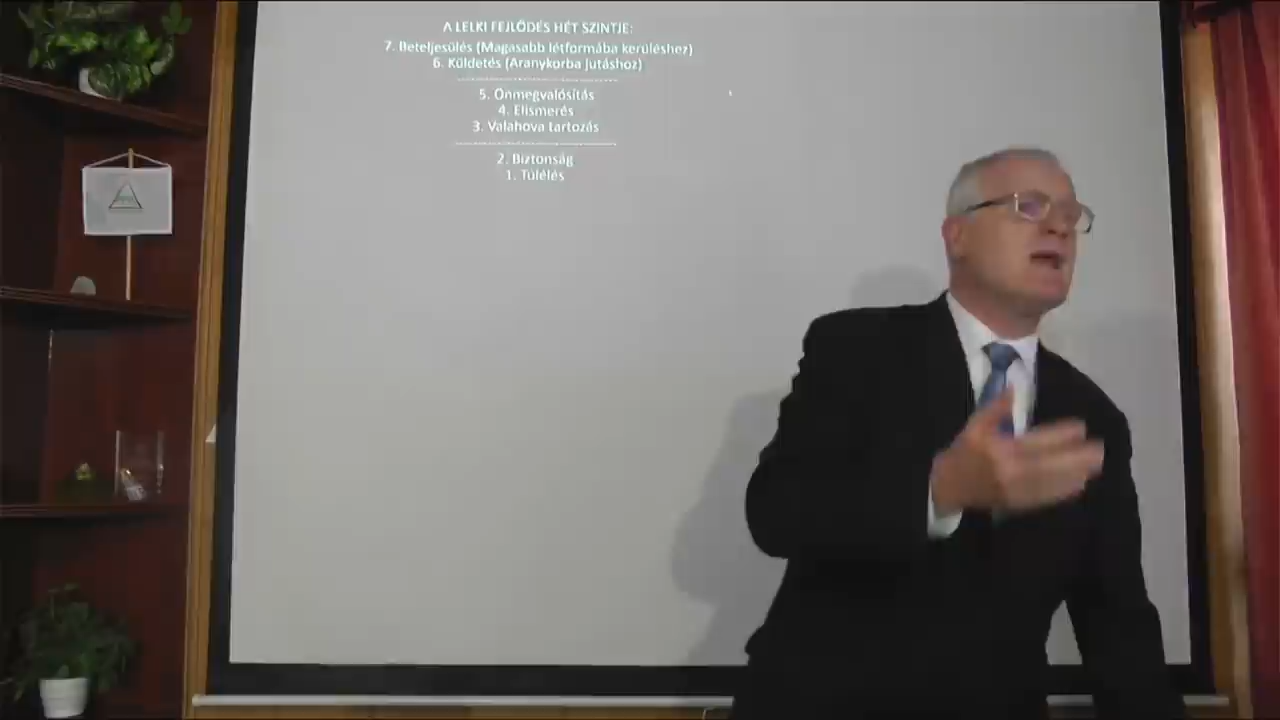 A LELKI FEJLŐDÉS HÉT SZINTJE:
7. Beteljesülés (Magasabb létformába kerüléshez)
6. Küldetés (Aranykorba jutáshoz)
5. Önmegvalósítás
4. Elismerés
3. Valahova tartozás
2. Biztonság
1. Túlélés